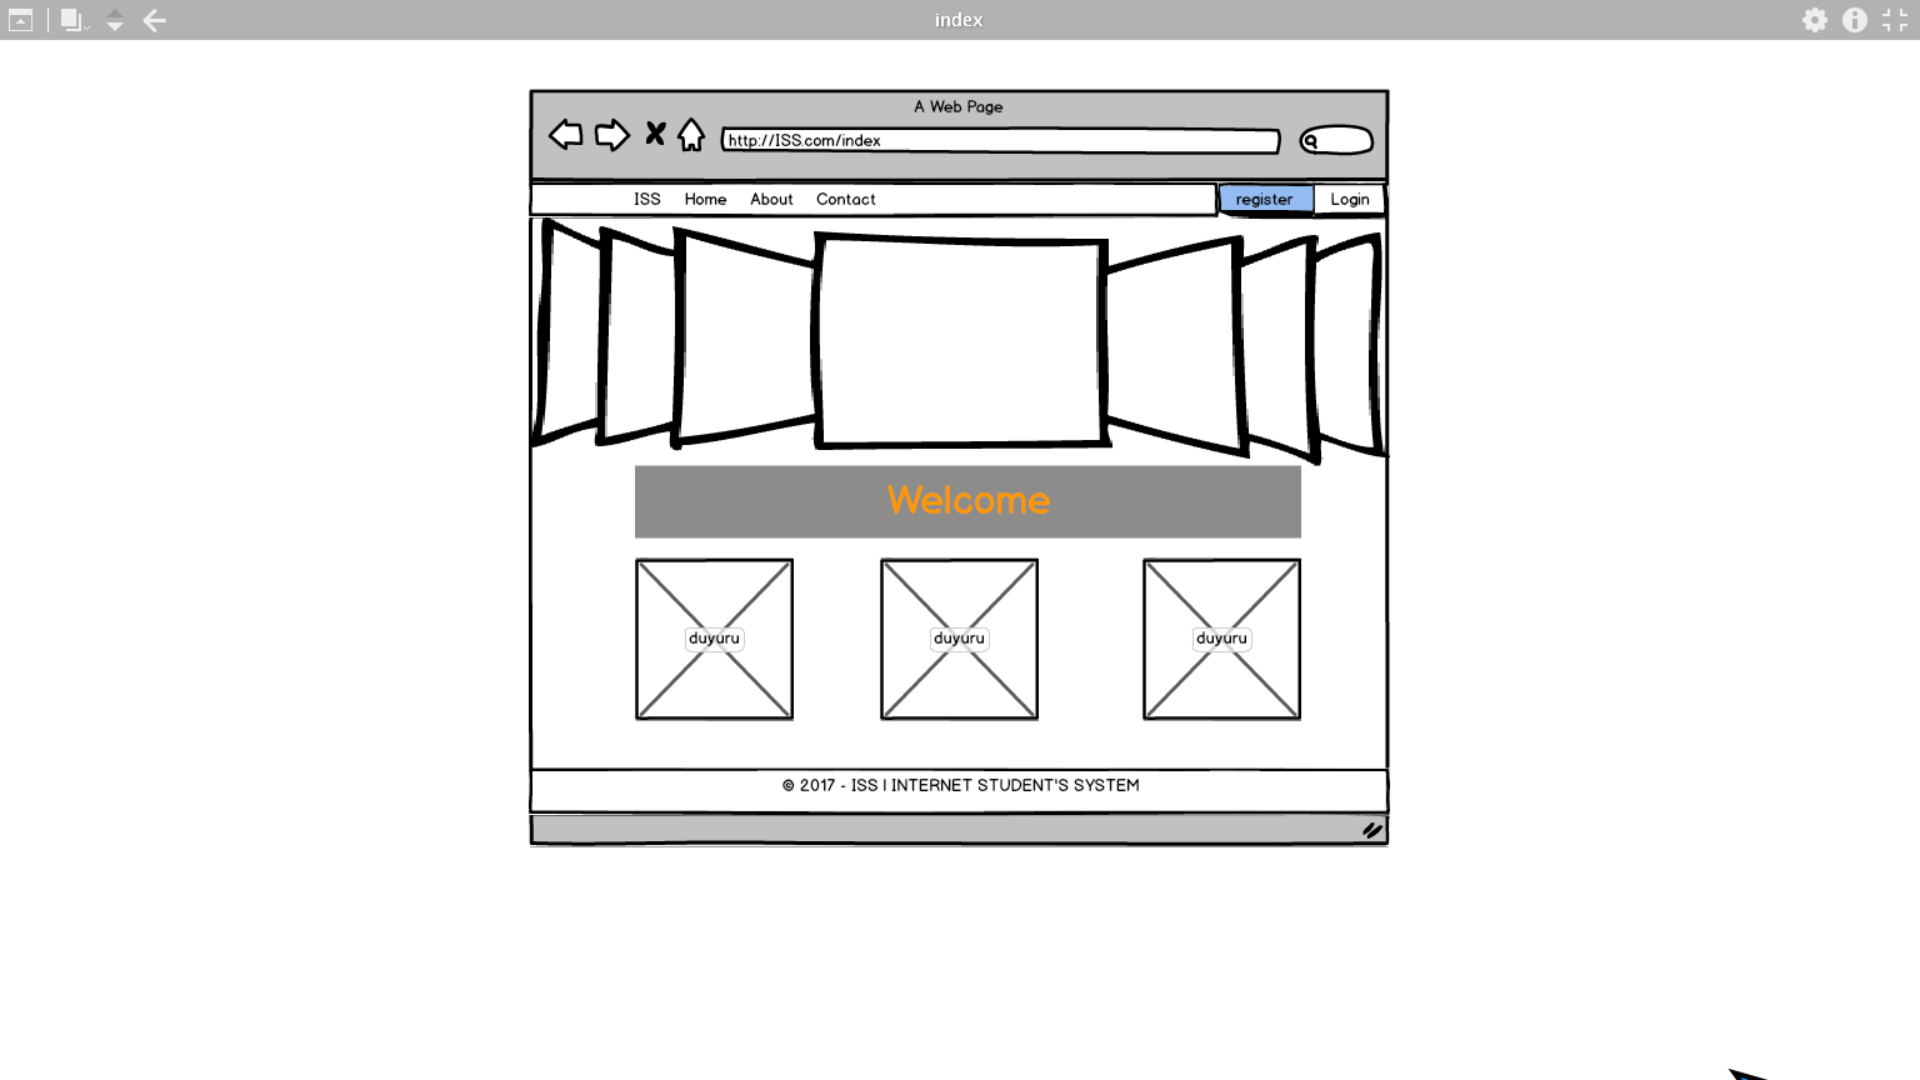 index
A Web Page
http://ISS.com/index
ISS Home About Contact register Login
Welcome
duyuru duyuru duyuru
© 2017 - ISS | INTERNET STUDENT'S SYSTEM